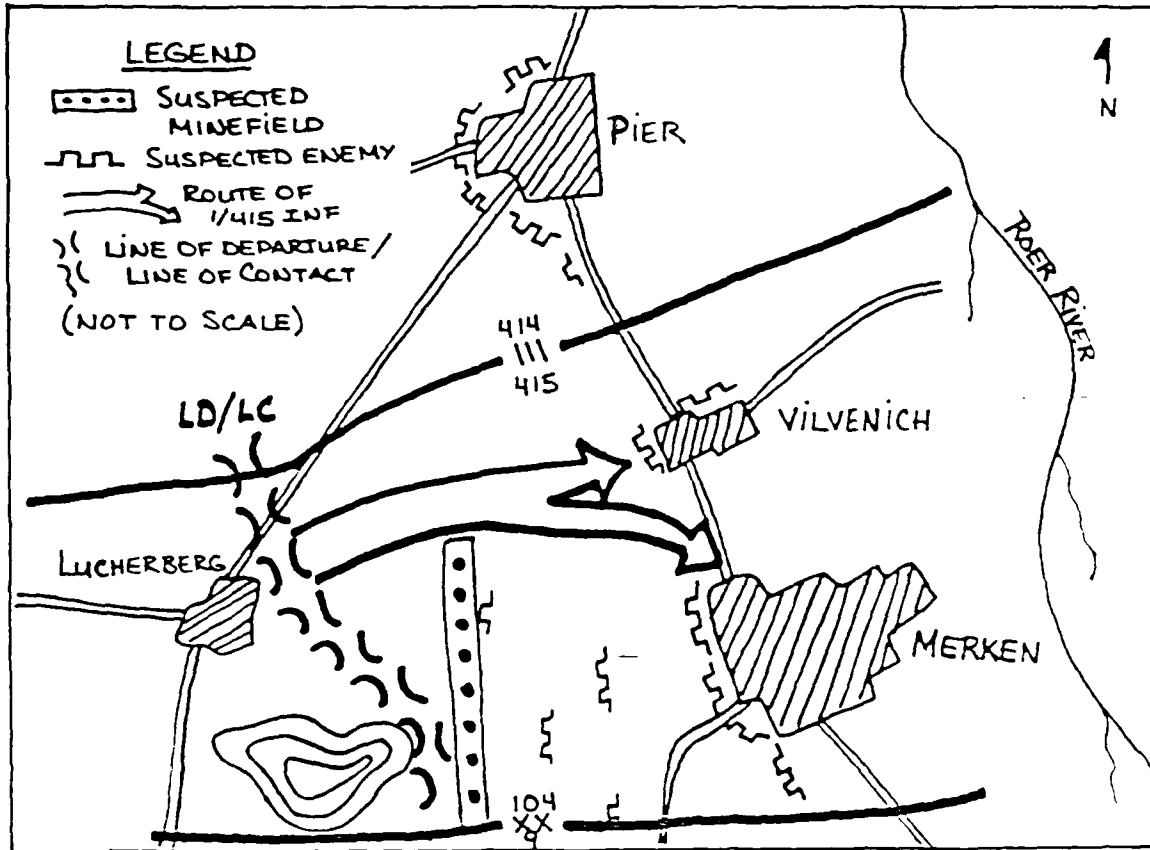 LEGEND
SUSPECTED
MINEFIELD
SUSPECTED ENEMY
ROUTE OF
1/415 INF
LINE OF DEPARTURE/
LINE OF CONTACT
(NOT TO SCALE)
N
PiER
ROER RIVER
414
III
415
LD/LC
ViLVENiCH
LUCHERBERG
MERKEN
104
XX
9